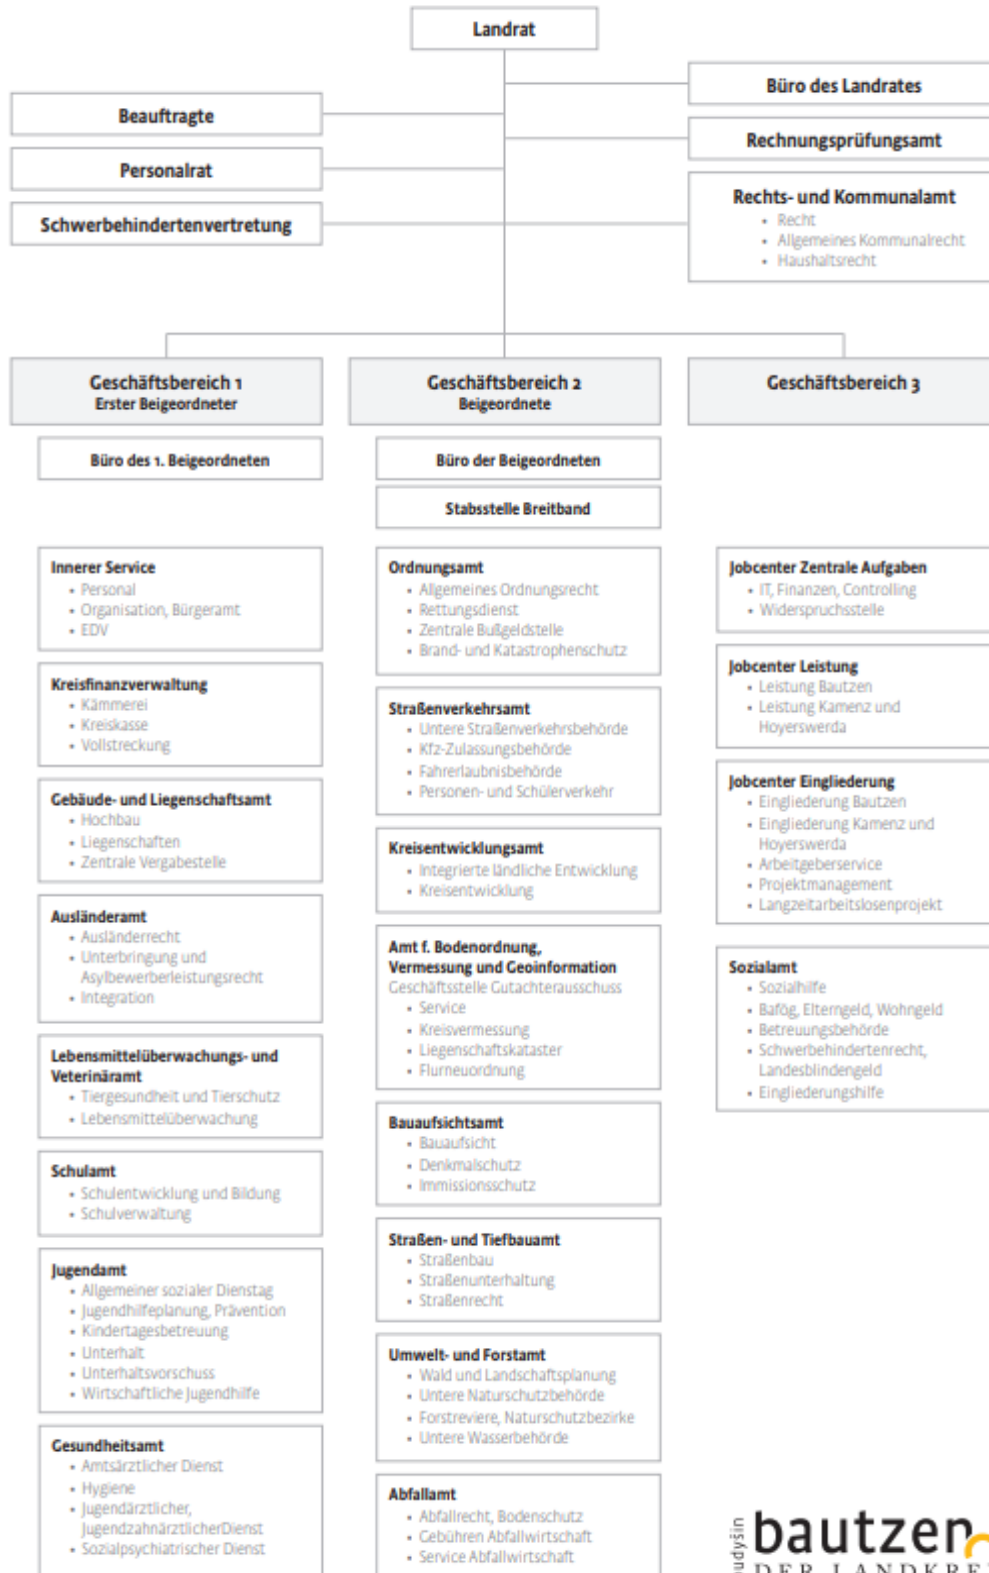 Landrat
Büro des Landrates
Beauftragte
Rechnungsprüfungsamt
Personalrat
Rechts- und Kommunalamt
• Recht
• Allgemeines Kommunalrecht
• Haushaltsrecht
Schwerbehindertenvertretung
Geschäftsbereich 1
Erster Beigeordneter
Büro des 1. Beigeordneten
Innerer Service
• Personal
• Organisation, Bürgeramt
• EDV
Kreisfinanzverwaltung
• Kämmerei
• Kreiskasse
• Vollstreckung
Gebäude- und Liegenschaftsamt
• Hochbau
• Liegenschaften
• Zentrale Vergabestelle
Ausländeramt
• Ausländerrecht
• Unterbringung und
Asylbewerberleistungsrecht
• Integration
Lebensmittelüberwachungs- und
Veterinäramt
• Tiergesundheit und Tierschutz
• Lebensmittelüberwachung
Schulamt
• Schulentwicklung und Bildung
• Schulverwaltung
Jugendamt
• Allgemeiner sozialer Dienstag
• Jugendhilfeplanung, Prävention
• Kindertagesbetreuung
• Unterhalt
• Unterhaltsvorschuss
• Wirtschaftliche Jugendhilfe
Gesundheitsamt
• Amtsärztlicher Dienst
• Hygiene
• Jugendärztlicher,
JugendzahnärztlicherDienst
• Sozialpsychiatrischer Dienst
Geschäftsbereich 2
Beigeordnete
Büro der Beigeordneten
Stabsstelle Breitband
Ordnungsamt
• Allgemeines Ordnungsrecht
• Rettungsdienst
• Zentrale Bußgeldstelle
• Brand- und Katastrophenschutz
Straßenverkehrsamt
• Untere Straßenverkehrsbehörde
• Kfz-Zulassungsbehörde
• Fahrerlaubnisbehörde
• Personen- und Schülerverkehr
Kreisentwicklungsamt
• Integrierte ländliche Entwicklung
• Kreisentwicklung
Amt f. Bodenordnung,
Vermessung und Geoinformation
Geschäftsstelle Gutachterausschuss
• Service
• Kreisvermessung
• Liegenschaftskataster
• Flurneuordnung
Bauaufsichtsamt
• Bauaufsicht
• Denkmalschutz
• Immissionsschutz
Straßen- und Tiefbauamt
• Straßenbau
• Straßenunterhaltung
• Straßenrecht
Umwelt- und Forstamt
• Wald und Landschaftsplanung
• Untere Naturschutzbehörde
• Forstreviere, Naturschutzbezirke
• Untere Wasserbehörde
Abfallamt
• Abfallrecht, Bodenschutz
• Gebühren Abfallwirtschaft
• Service Abfallwirtschaft
Geschäftsbereich 3
Jobcenter Zentrale Aufgaben
• IT, Finanzen, Controlling
• Widerspruchsstelle
Jobcenter Leistung
• Leistung Bautzen
• Leistung Kamenz und
Hoyerswerda
Jobcenter Eingliederung
• Eingliederung Bautzen
• Eingliederung Kamenz und
Hoyerswerda
• Arbeitgeberservice
• Projektmanagement
• Langzeitarbeitslosenprojekt
Sozialamt
• Sozialhilfe
• Bafög, Elterngeld, Wohngeld
• Betreuungsbehörde
• Schwerbehindertenrecht,
Landesblindengeld
• Eingliederungshilfe
bautzen
DER